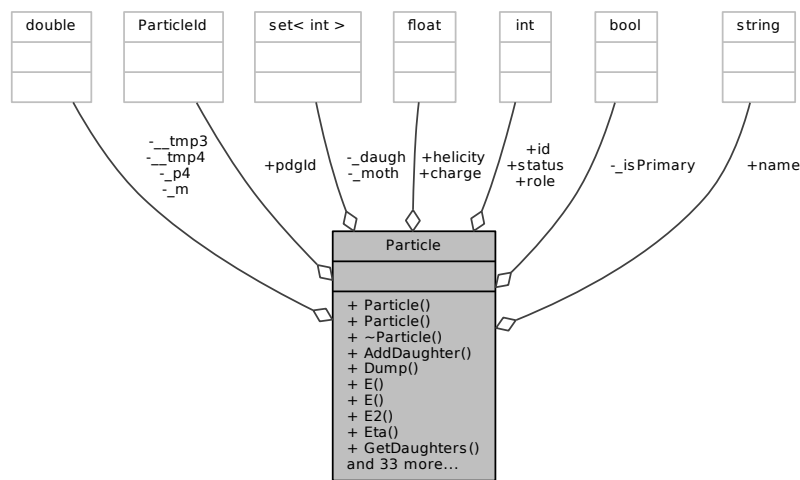 double
ParticleId
set< int >
float
int
bool
string
-__tmp3
-__tmp4
-_p4
-_m
+pdgId
-_daugh
-_moth
+helicity
+charge
+id
+status
+role
-_isPrimary
+name
Particle
+ Particle()
+ Particle()
+ ~Particle()
+ AddDaughter()
+ Dump()
+ E()
+ E()
+ E2()
+ Eta()
+ GetDaughters()
and 33 more...